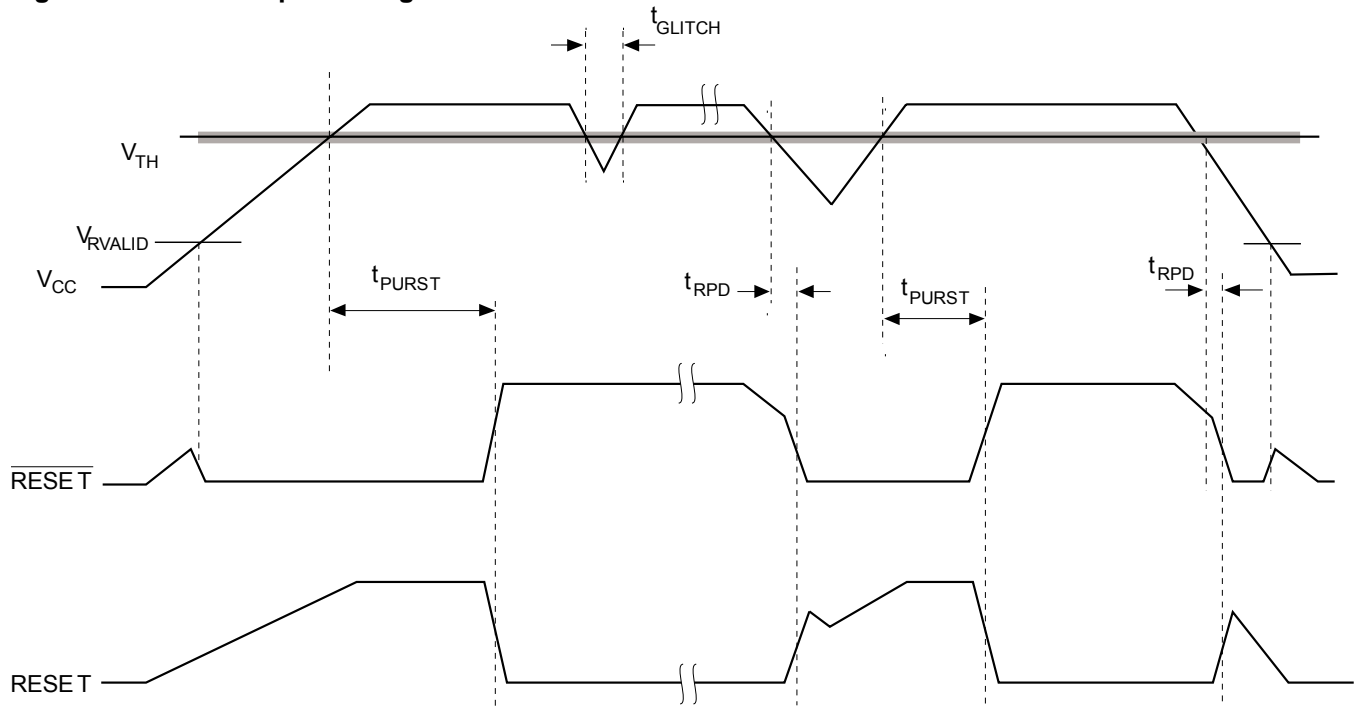 tGLITCH
VTH
VRVALID
VCC
tPURST
tRPD
tPURST
tRPD
RESET
RESET